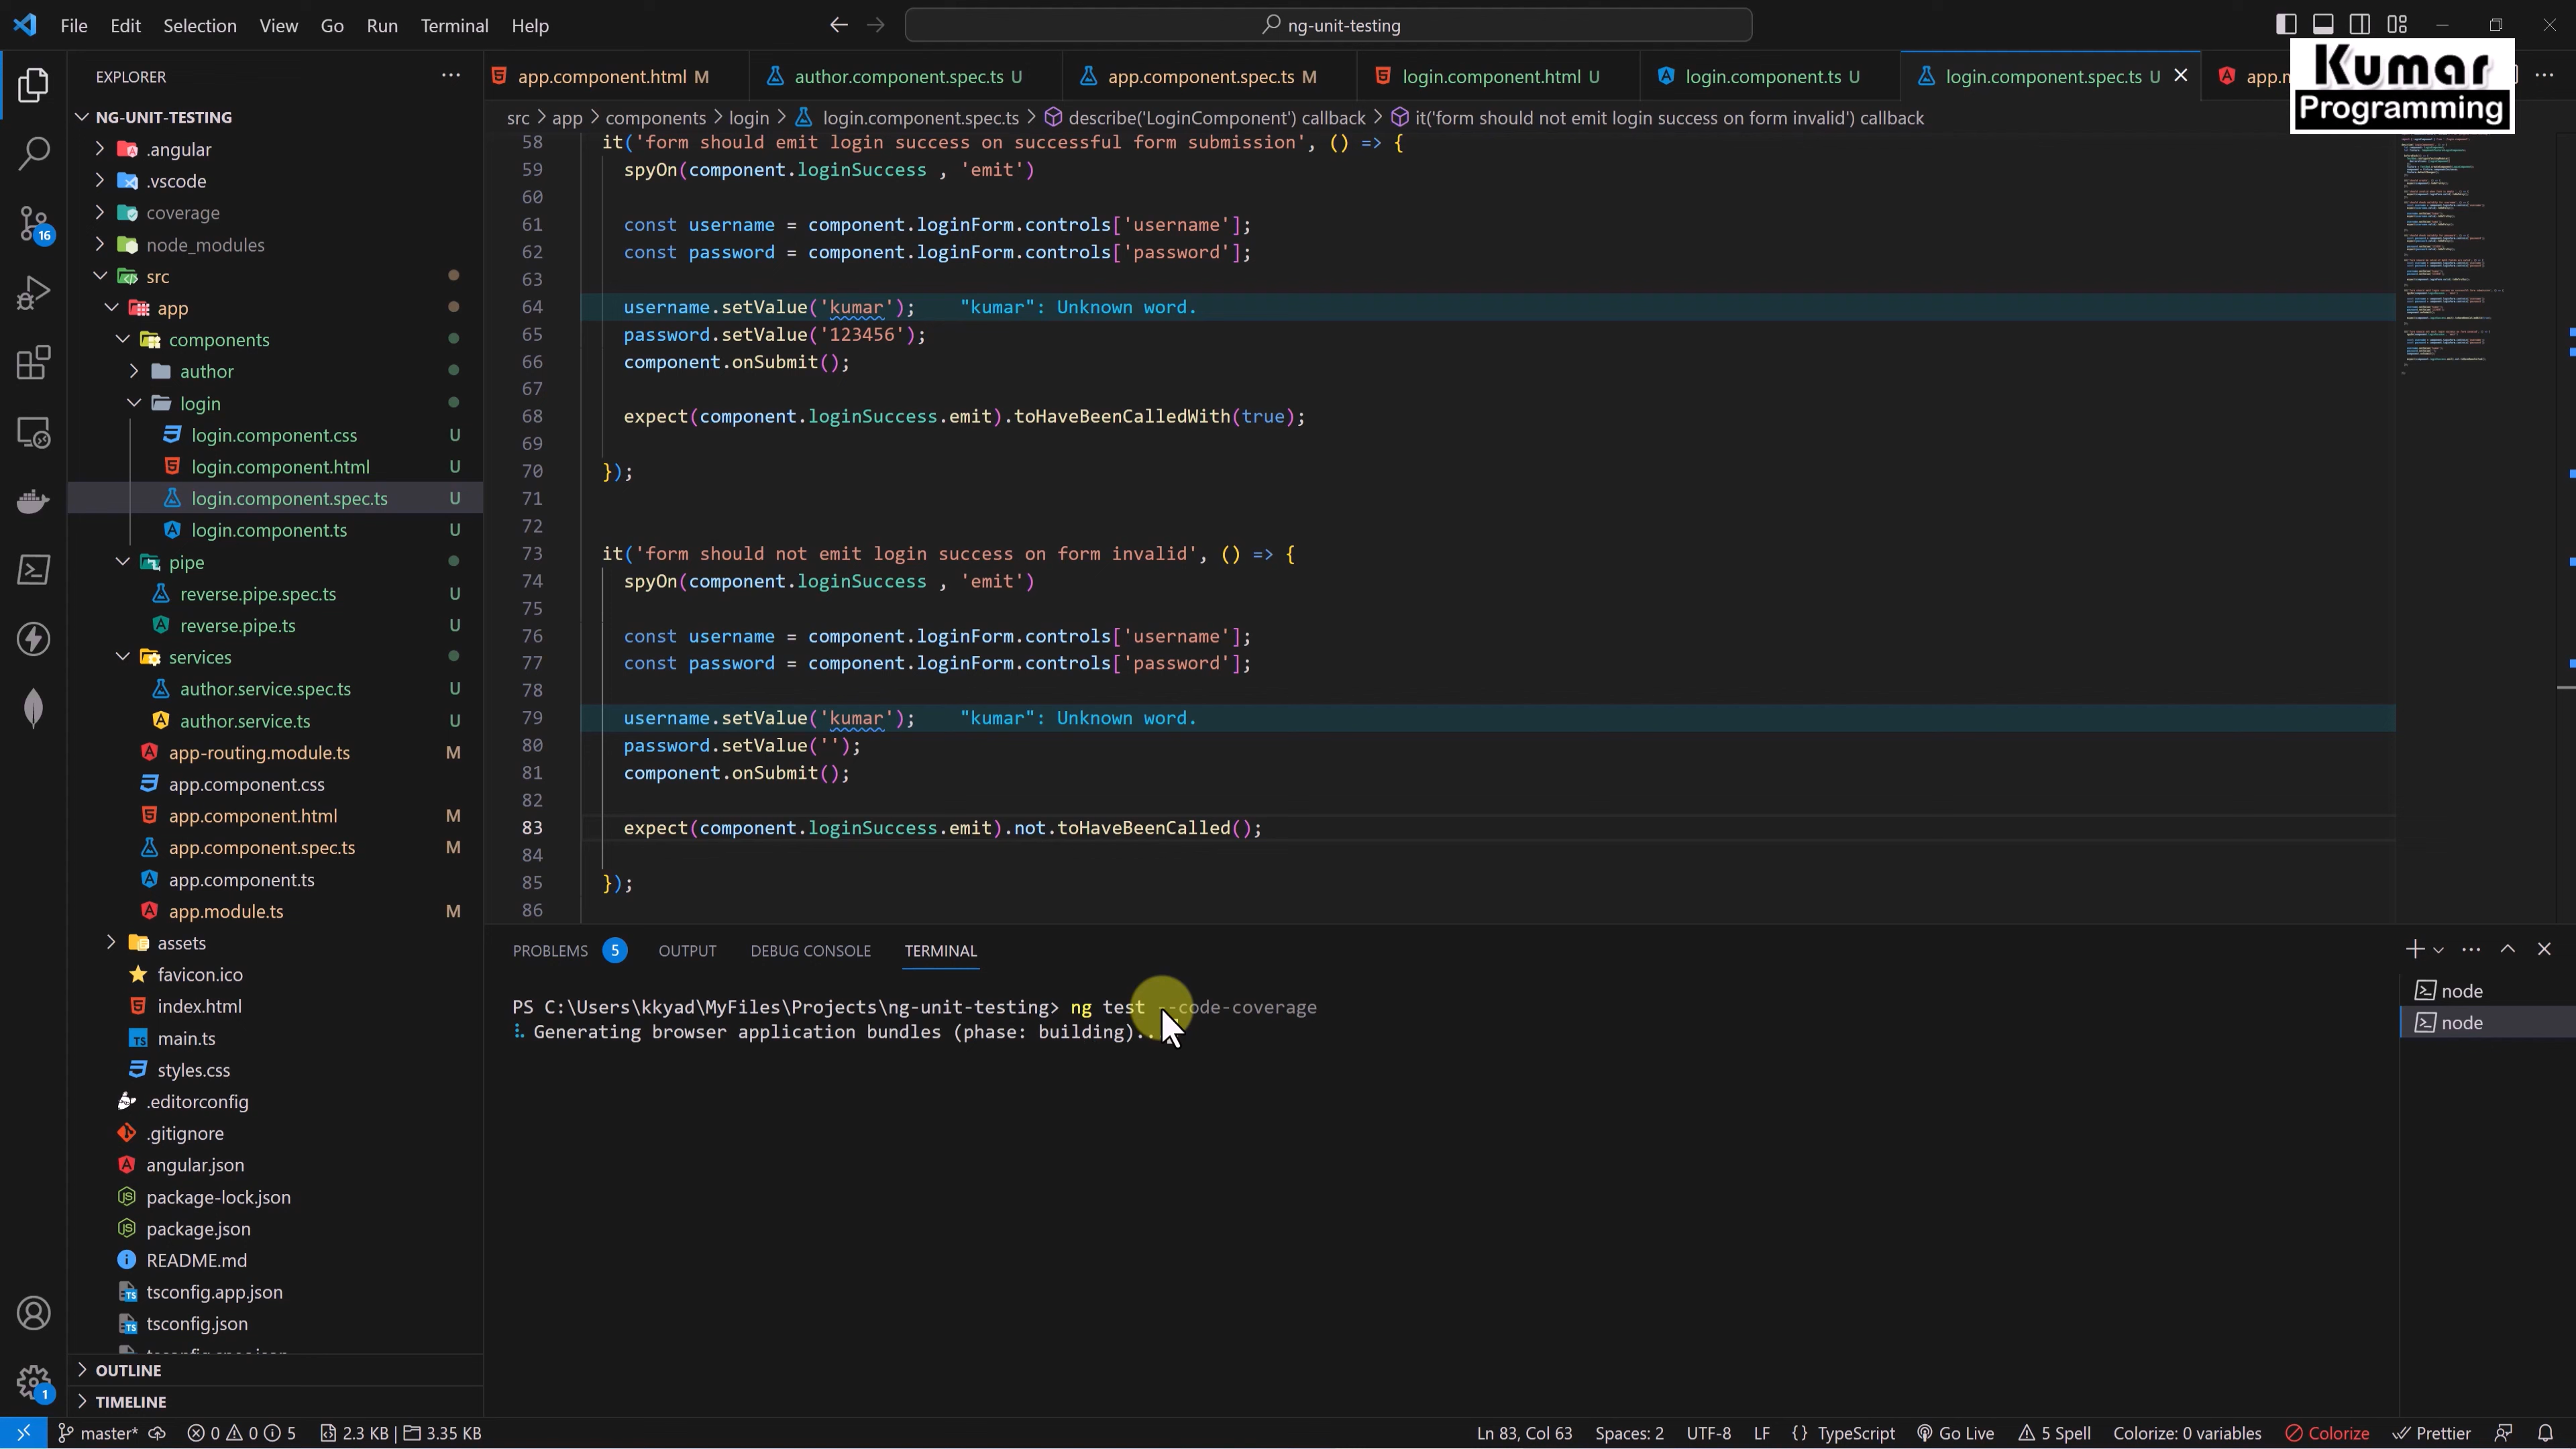 File Edit Selection View Go Run Terminal Help
ng-unit-testing
Kumar
Programming
EXPLORER
NG-UNIT-TESTING
.angular
.vscode
coverage
node_modules
src
app
components
author
login
login.component.css U
login.component.html U
login.component.spec.ts U
login.component.ts U
pipe
reverse.pipe.spec.ts U
reverse.pipe.ts U
services
author.service.spec.ts U
author.service.ts U
app-routing.module.ts M
app.component.css
app.component.html M
app.component.spec.ts M
app.component.ts
app.module.ts M
assets
favicon.ico
index.html
main.ts
styles.css
.editorconfig
.gitignore
angular.json
package-lock.json
package.json
README.md
tsconfig.app.json
tsconfig.json
OUTLINE
TIMELINE
16
1
app.component.html M author.component.spec.ts U app.component.spec.ts M login.component.html U login.component.ts U login.component.spec.ts U app.m
src > app > components > login > login.component.spec.ts > describe('LoginComponent') callback > it('form should not emit login success on form invalid') callback
58 it('form should emit login success on successful form submission', () => {
59 spyOn(component.loginSuccess , 'emit')
60
61 const username = component.loginForm.controls['username'];
62 const password = component.loginForm.controls['password'];
63
64 username.setValue('kumar'); "kumar": Unknown word.
65 password.setValue('123456');
66 component.onSubmit();
67
68 expect(component.loginSuccess.emit).toHaveBeenCalledWith(true);
69
70 });
71
72
73 it('form should not emit login success on form invalid', () => {
74 spyOn(component.loginSuccess , 'emit')
75
76 const username = component.loginForm.controls['username'];
77 const password = component.loginForm.controls['password'];
78
79 username.setValue('kumar'); "kumar": Unknown word.
80 password.setValue('');
81 component.onSubmit();
82
83 expect(component.loginSuccess.emit).not.toHaveBeenCalled();
84
85 });
86
PROBLEMS 5 OUTPUT DEBUG CONSOLE TERMINAL
PS C:\Users\kkyad\MyFiles\Projects\ng-unit-testing> ng test --code-coverage
Generating browser application bundles (phase: building)...
node
node
master* 0 0 5 2.3 KB | 3.35 KB Ln 83, Col 63 Spaces: 2 UTF-8 LF {} TypeScript Go Live 5 Spell Colorize: 0 variables Colorize Prettier